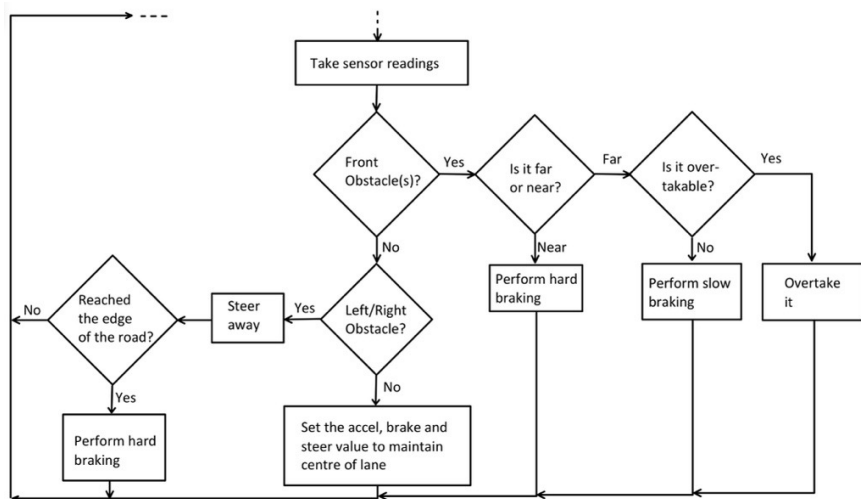 Take sensor readings
Front
Obstacle(s)?
Yes
Is it far
or near?
Far
Is it over-
takable?
Yes
No
Near
No
Perform hard
braking
Perform slow
braking
Overtake
it
No
Reached
the edge
of the road?
Steer
away
Yes
Left/Right
Obstacle?
Yes
No
Perform hard
braking
Set the accel, brake and
steer value to maintain
centre of lane